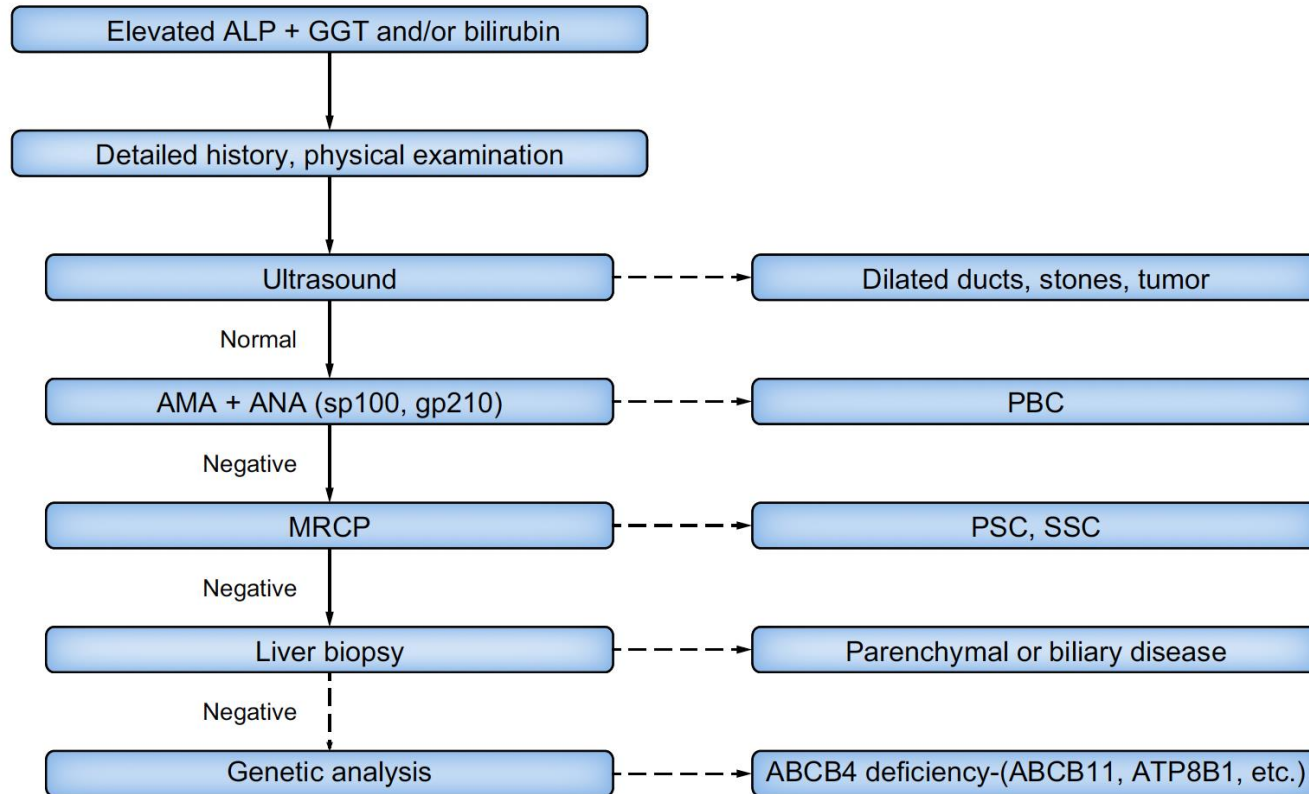 Elevated ALP + GGT and/or bilirubin
Detailed history, physical examination
Ultrasound
Dilated ducts, stones, tumor
Normal
AMA + ANA (sp100, gp210)
PBC
Negative
MRCP
PSC, SSC
Negative
Liver biopsy
Parenchymal or biliary disease
Negative
Genetic analysis
ABCB4 deficiency-(ABCB11, ATP8B1, etc.)